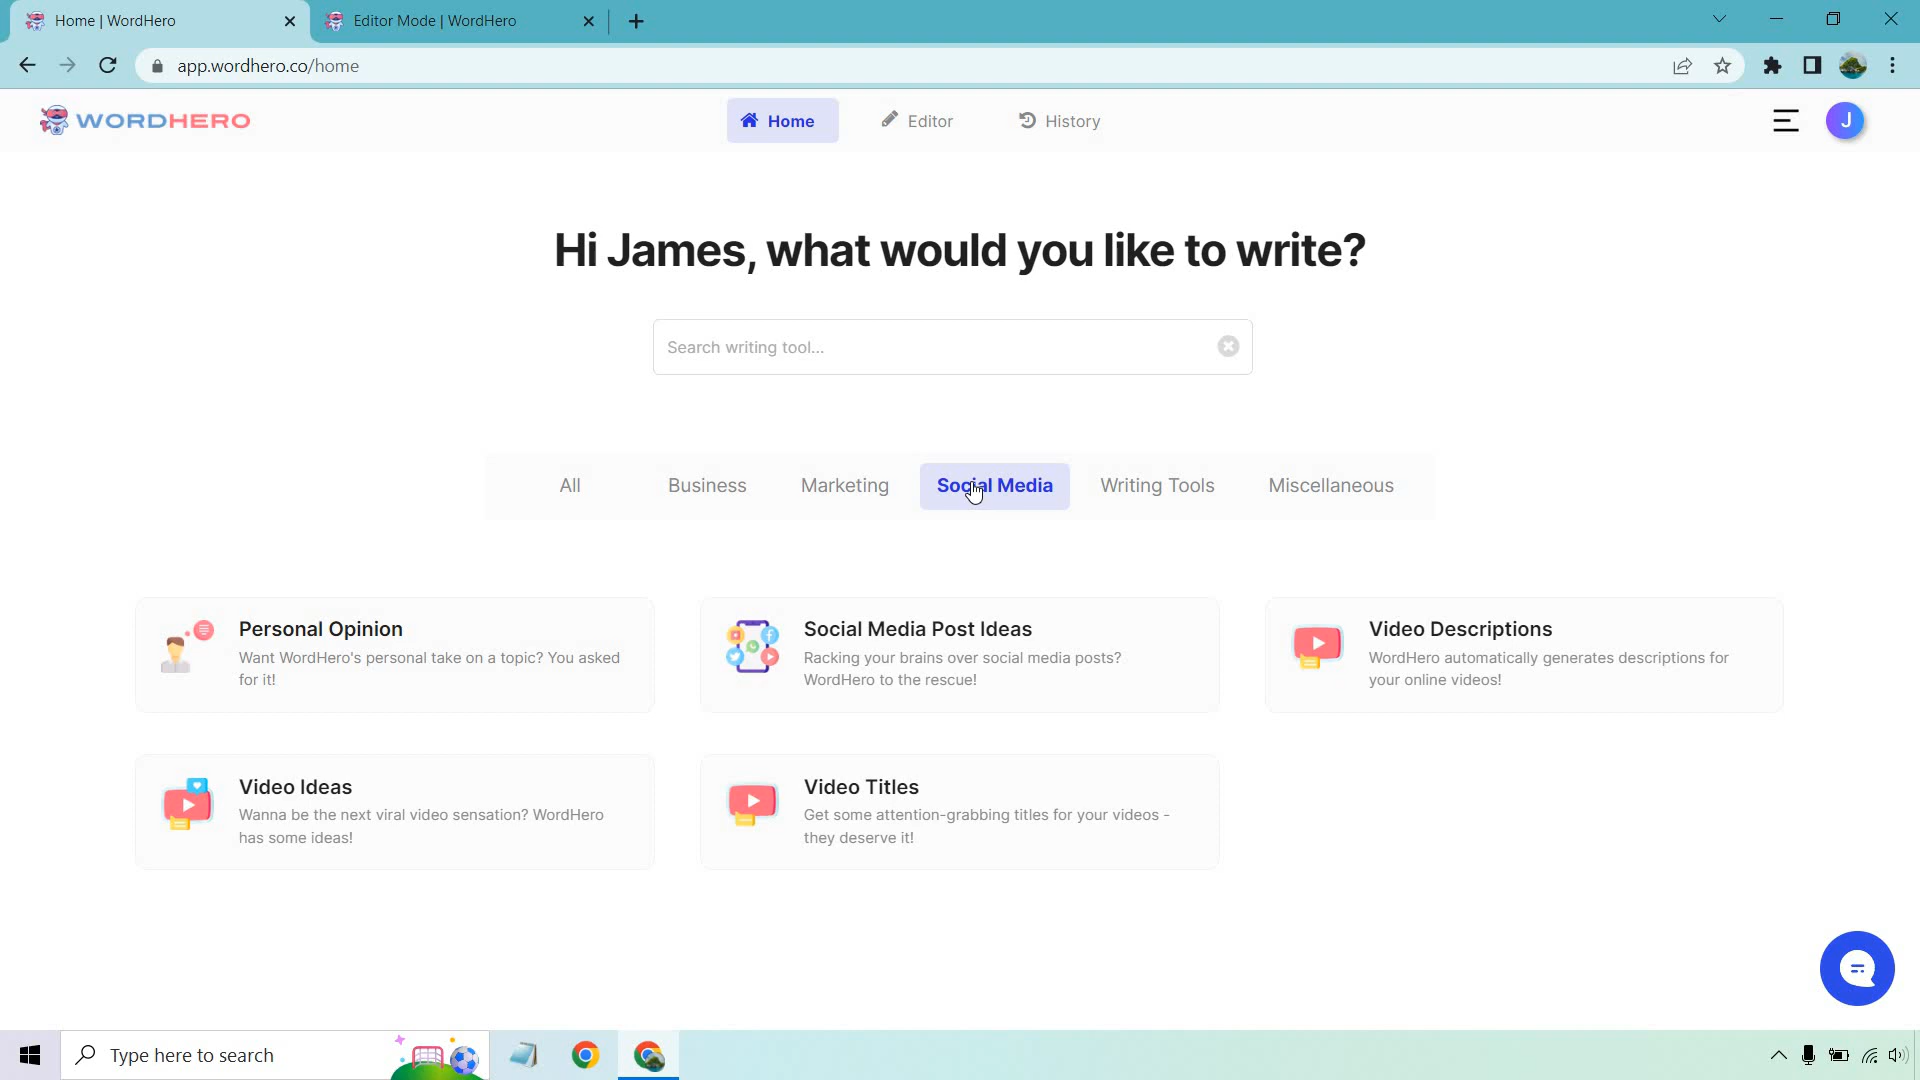 Home | WordHero
Editor Mode | WordHero
app.wordhero.co/home
WORDHERO
Home
Editor
History
J
Hi James, what would you like to write?
Search writing tool...
All
Business
Marketing
Social Media
Writing Tools
Miscellaneous
Personal Opinion
Want WordHero's personal take on a topic? You asked
for it!
Social Media Post Ideas
Racking your brains over social media posts?
WordHero to the rescue!
Video Descriptions
WordHero automatically generates descriptions for
your online videos!
Video Ideas
Wanna be the next viral video sensation? WordHero
has some ideas!
Video Titles
Get some attention-grabbing titles for your videos -
they deserve it!
Type here to search